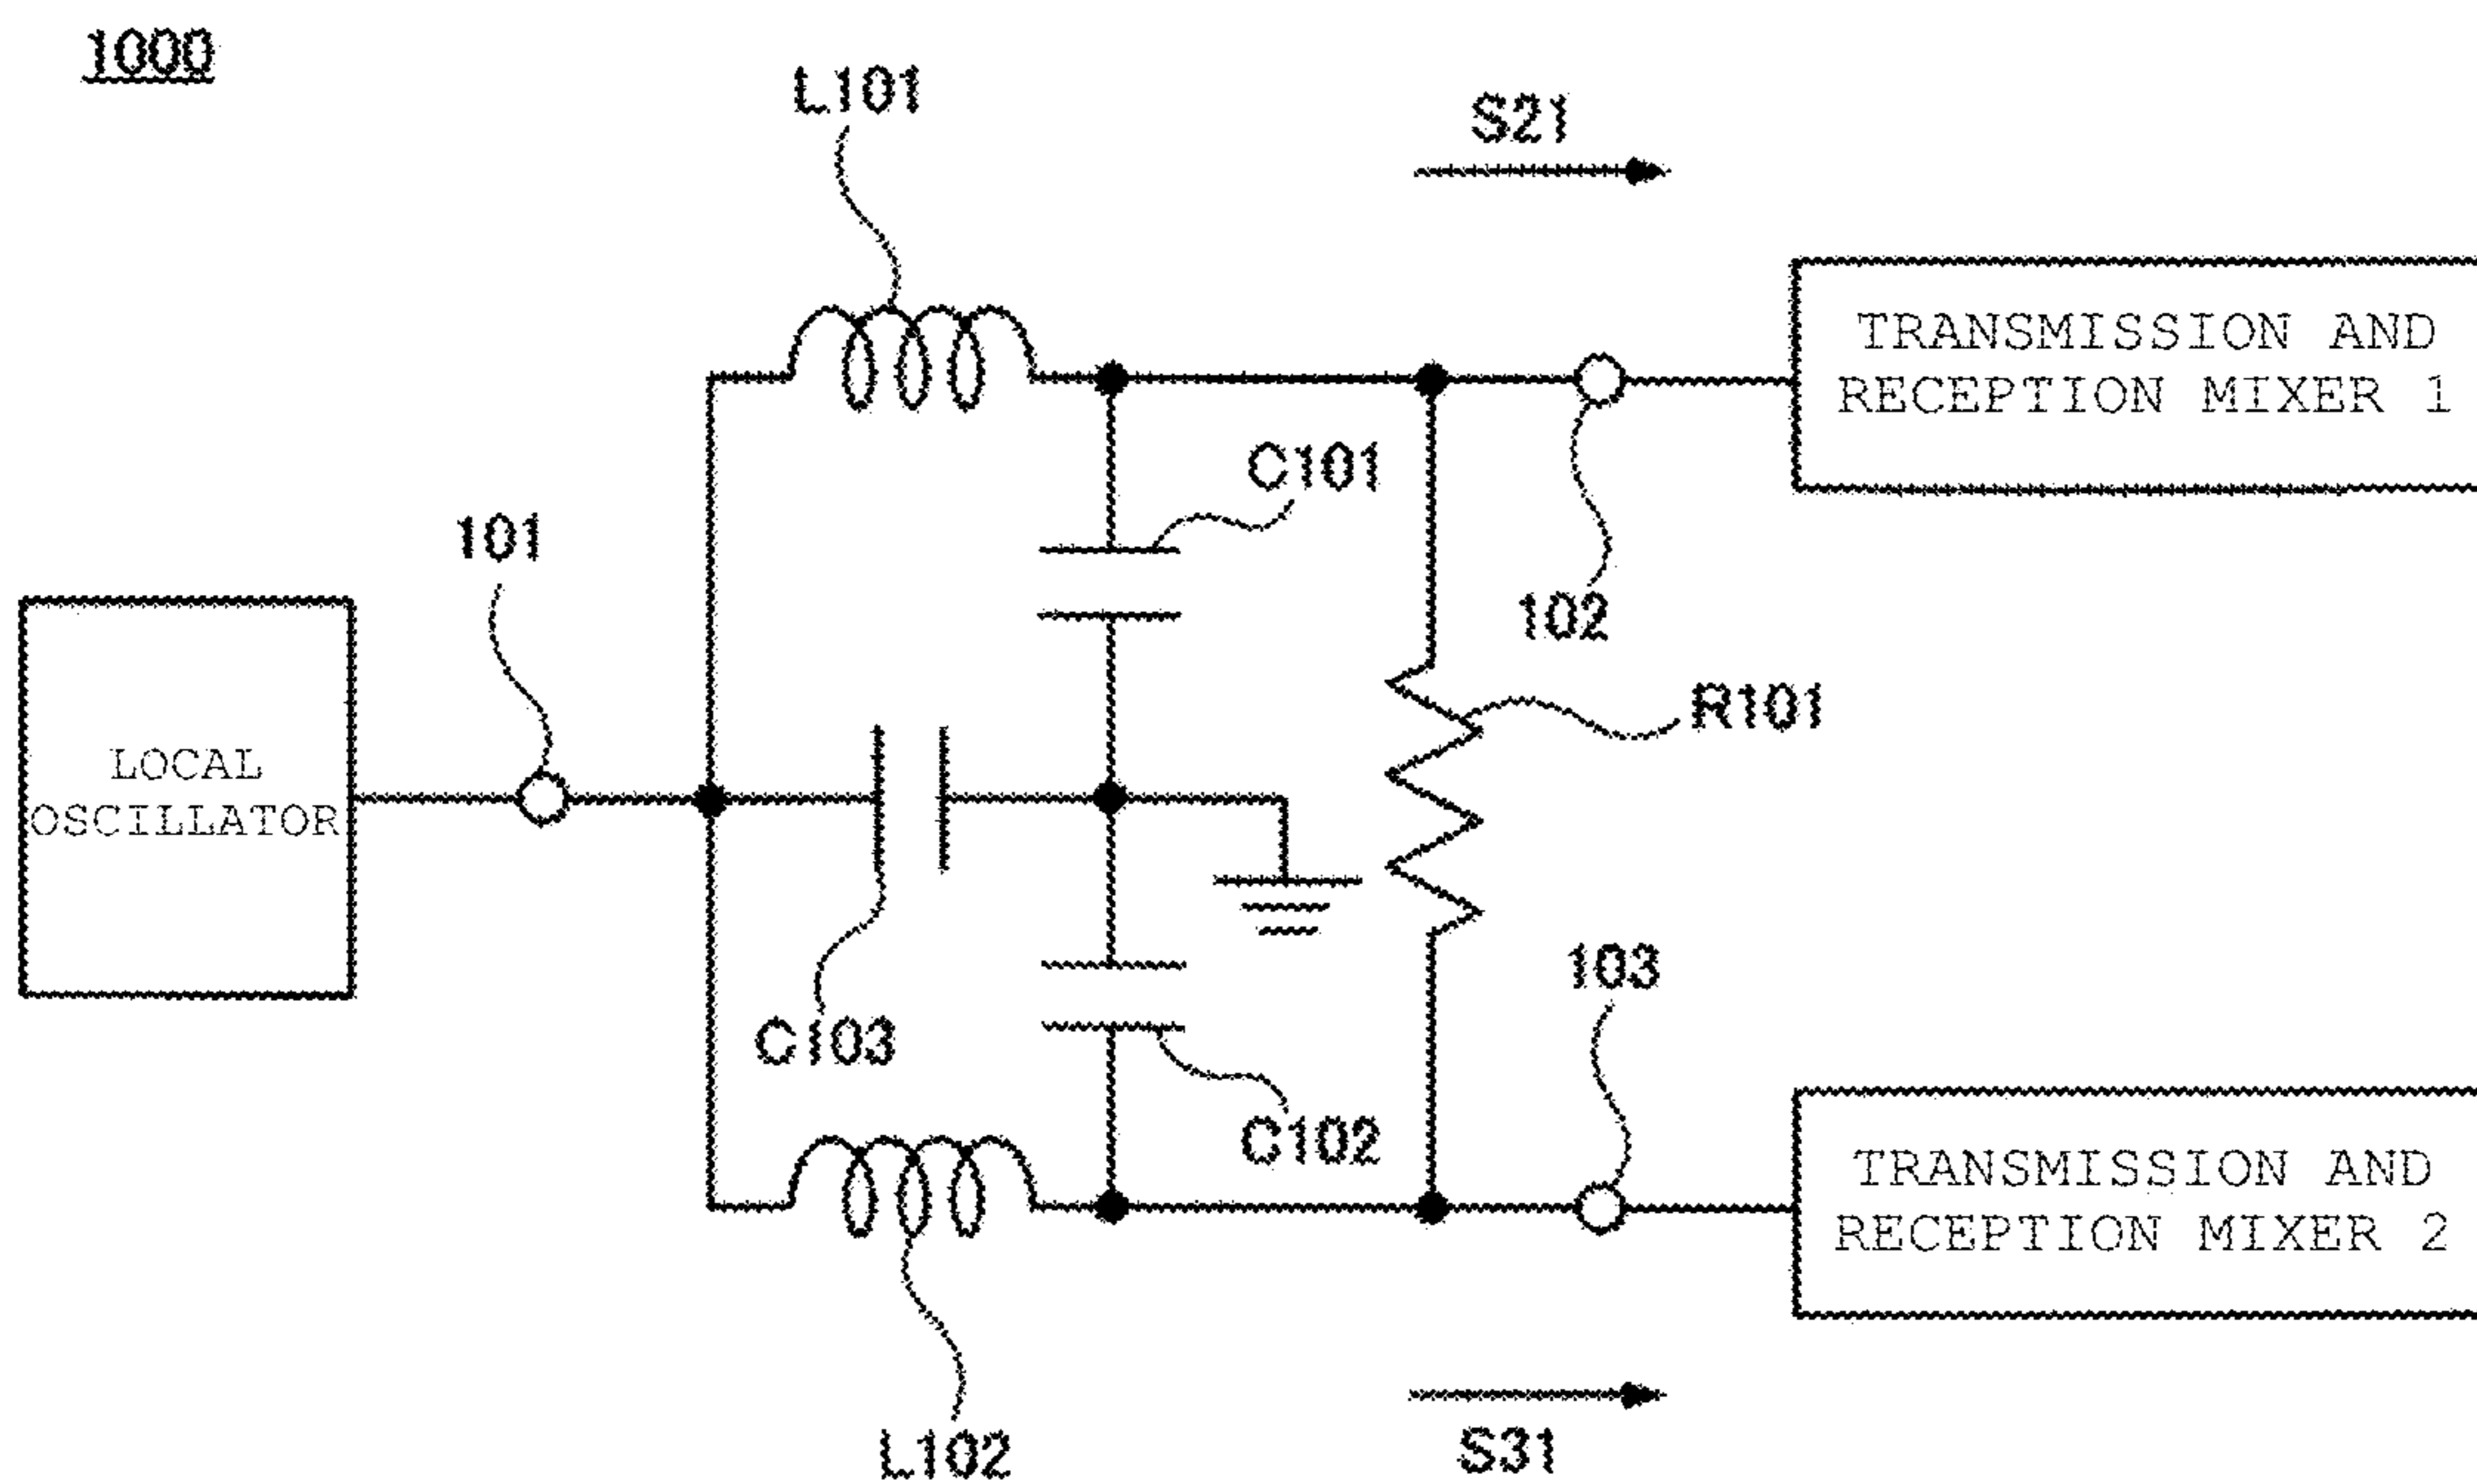 1000
L101
S21
TRANSMISSION AND
RECEPTION MIXER 1
C101
101
102
R101
LOCAL
OSCILLATOR
103
C103
C102
TRANSMISSION AND
RECEPTION MIXER 2
L102
S31